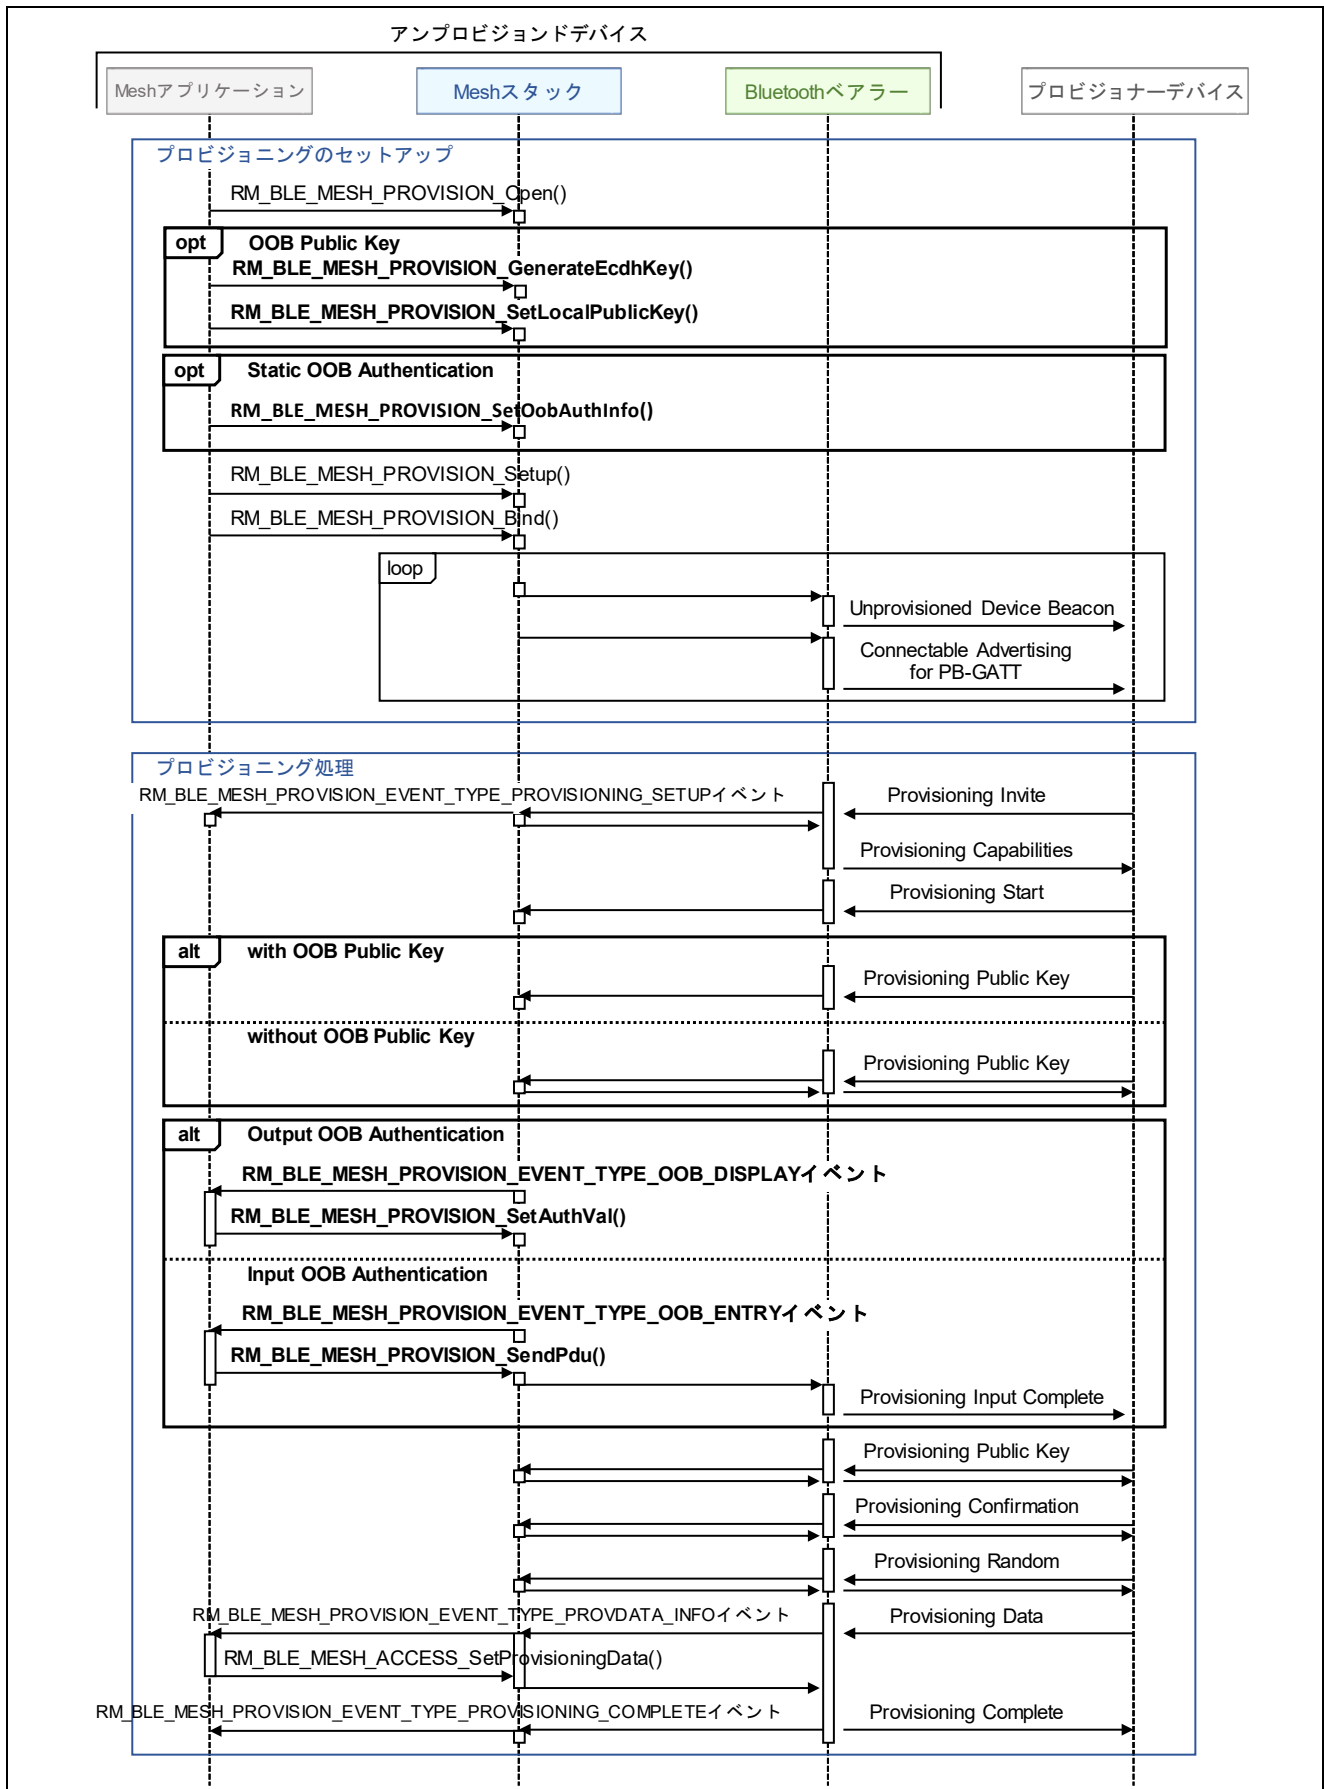 アンプロビジョンドデバイス
Meshアプリケーション
Meshスタック
Bluetoothベアラー
プロビジョナーデバイス
プロビジョニングのセットアップ
RM_BLE_MESH_PROVISION_Open()
opt
OOB Public Key
RM_BLE_MESH_PROVISION_GenerateEcdhKey()
RM_BLE_MESH_PROVISION_SetLocalPublicKey()
opt
Static OOB Authentication
RM_BLE_MESH_PROVISION_SetOobAuthInfo()
RM_BLE_MESH_PROVISION_Setup()
RM_BLE_MESH_PROVISION_Bind()
loop
Unprovisioned Device Beacon
Connectable Advertising
for PB-GATT
プロビジョニング処理
RM_BLE_MESH_PROVISION_EVENT_TYPE_PROVISIONING_SETUPイベント
Provisioning Invite
Provisioning Capabilities
Provisioning Start
alt
with OOB Public Key
Provisioning Public Key
without OOB Public Key
Provisioning Public Key
alt
Output OOB Authentication
RM_BLE_MESH_PROVISION_EVENT_TYPE_OOB_DISPLAYイベント
RM_BLE_MESH_PROVISION_SetAuthVal()
Input OOB Authentication
RM_BLE_MESH_PROVISION_EVENT_TYPE_OOB_ENTRYイベント
RM_BLE_MESH_PROVISION_SendPdu()
Provisioning Input Complete
Provisioning Public Key
Provisioning Confirmation
Provisioning Random
RM_BLE_MESH_PROVISION_EVENT_TYPE_PROVDATA_INFOイベント
Provisioning Data
RM_BLE_MESH_ACCESS_SetProvisioningData()
RM_BLE_MESH_PROVISION_EVENT_TYPE_PROVISIONING_COMPLETEイベント
Provisioning Complete